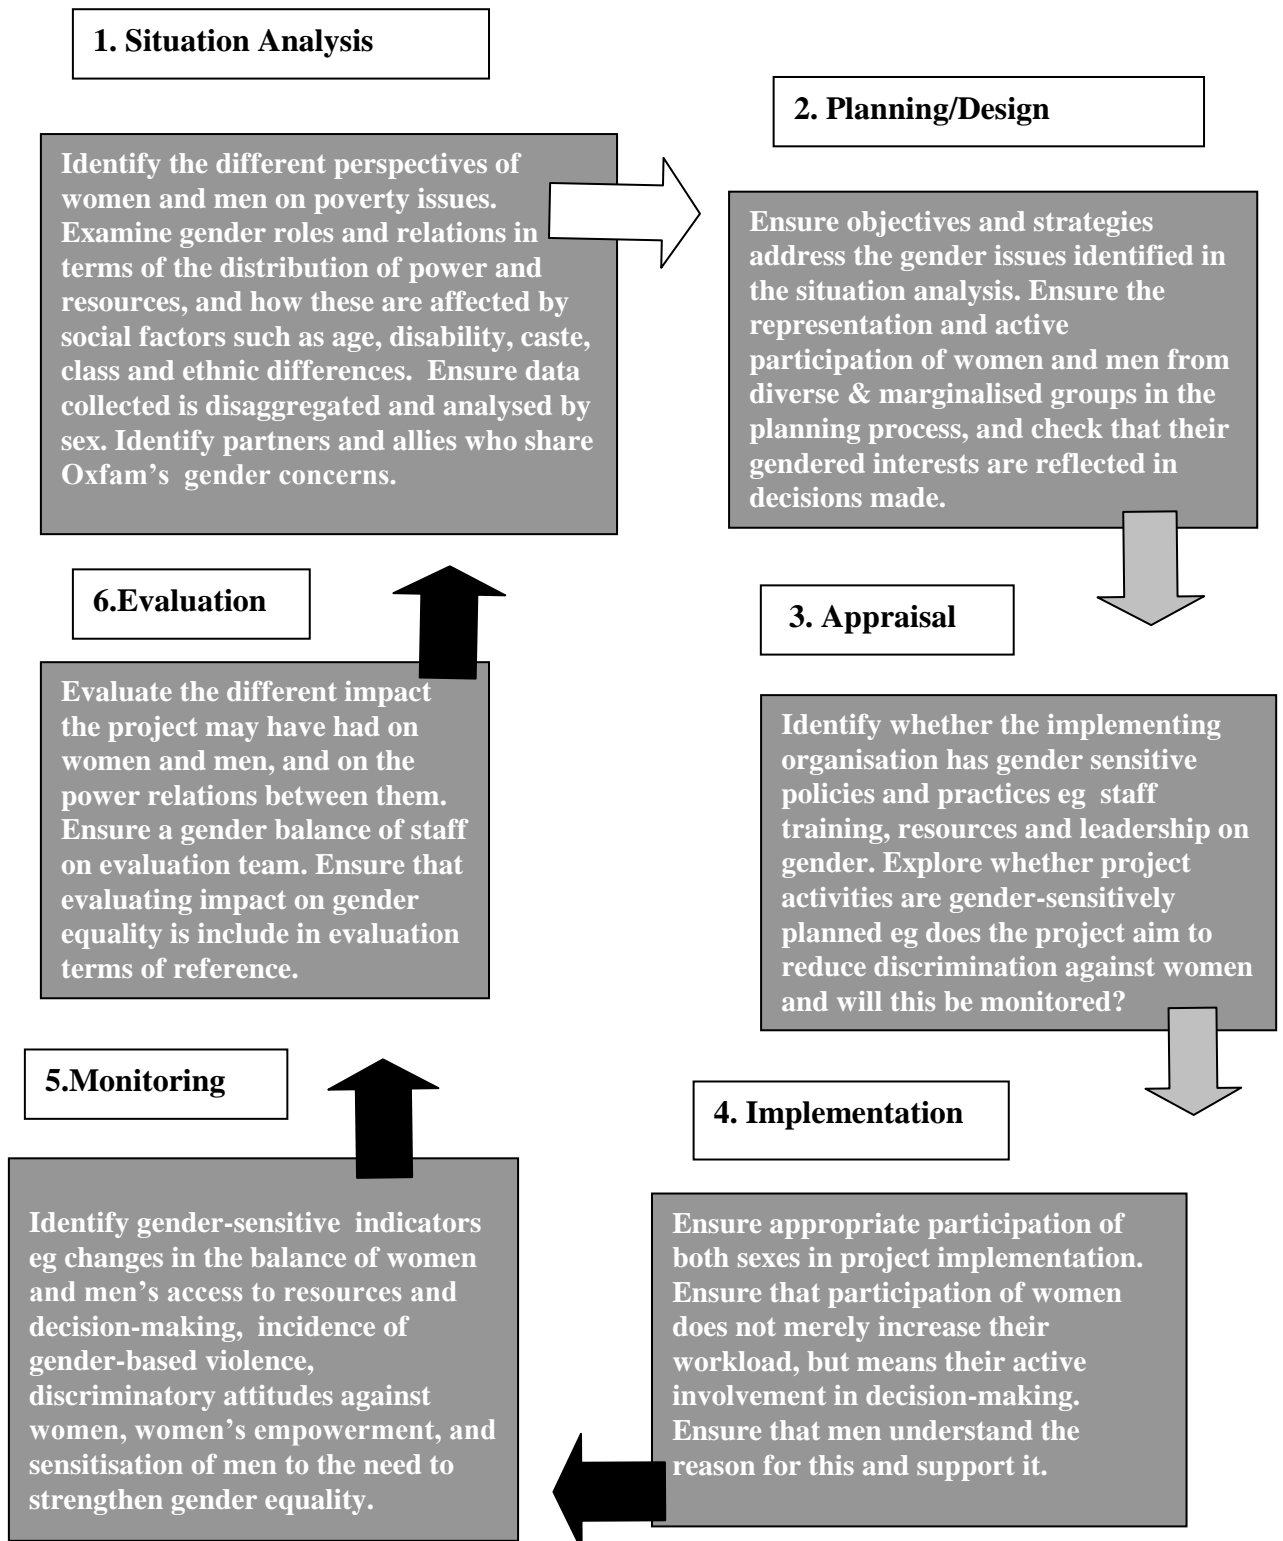 1. Situation Analysis
Identify the different perspectives of
women and men on poverty issues.
Examine gender roles and relations in
terms of the distribution of power and
resources, and how these are affected by
social factors such as age, disability, caste,
class and ethnic differences.  Ensure data
collected is disaggregated and analysed by
sex. Identify partners and allies who share
Oxfam’s  gender concerns.
2. Planning/Design
Ensure objectives and strategies
address the gender issues identified in
the situation analysis. Ensure the
representation and active
participation of women and men from
diverse & marginalised groups in the
planning process, and check that their
gendered interests are reflected in
decisions made.
3. Appraisal
Identify whether the implementing
organisation has gender sensitive
policies and practices eg  staff
training, resources and leadership on
gender. Explore whether project
activities are gender-sensitively
planned eg does the project aim to
reduce discrimination against women
and will this be monitored?
4. Implementation
Ensure appropriate participation of
both sexes in project implementation.
Ensure that participation of women
does not merely increase their
workload, but means their active
involvement in decision-making.
Ensure that men understand the
reason for this and support it.
5.Monitoring
Identify gender-sensitive  indicators
eg changes in the balance of women
and men’s access to resources and
decision-making,  incidence of
gender-based violence,
discriminatory attitudes against
women, women’s empowerment, and
sensitisation of men to the need to
strengthen gender equality.
6.Evaluation
Evaluate the different impact
the project may have had on
women and men, and on the
power relations between them.
Ensure a gender balance of staff
on evaluation team. Ensure that
evaluating impact on gender
equality is include in evaluation
terms of reference.